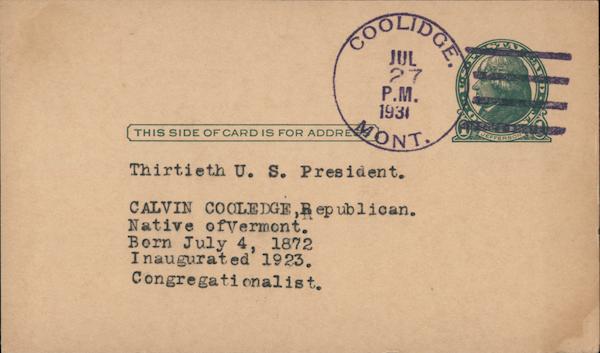 COOLIDGE,
JUL
27
P.M.
1931
MONT.
JEFFERSON
THIS SIDE OF CARD IS FOR ADDRESS
Thirtieth U. S. President.
CALVIN COOLEDGE,Republican.
Native ofVermont.
Born July 4, 1872
Inaugurated 1923.
Congregationalist.